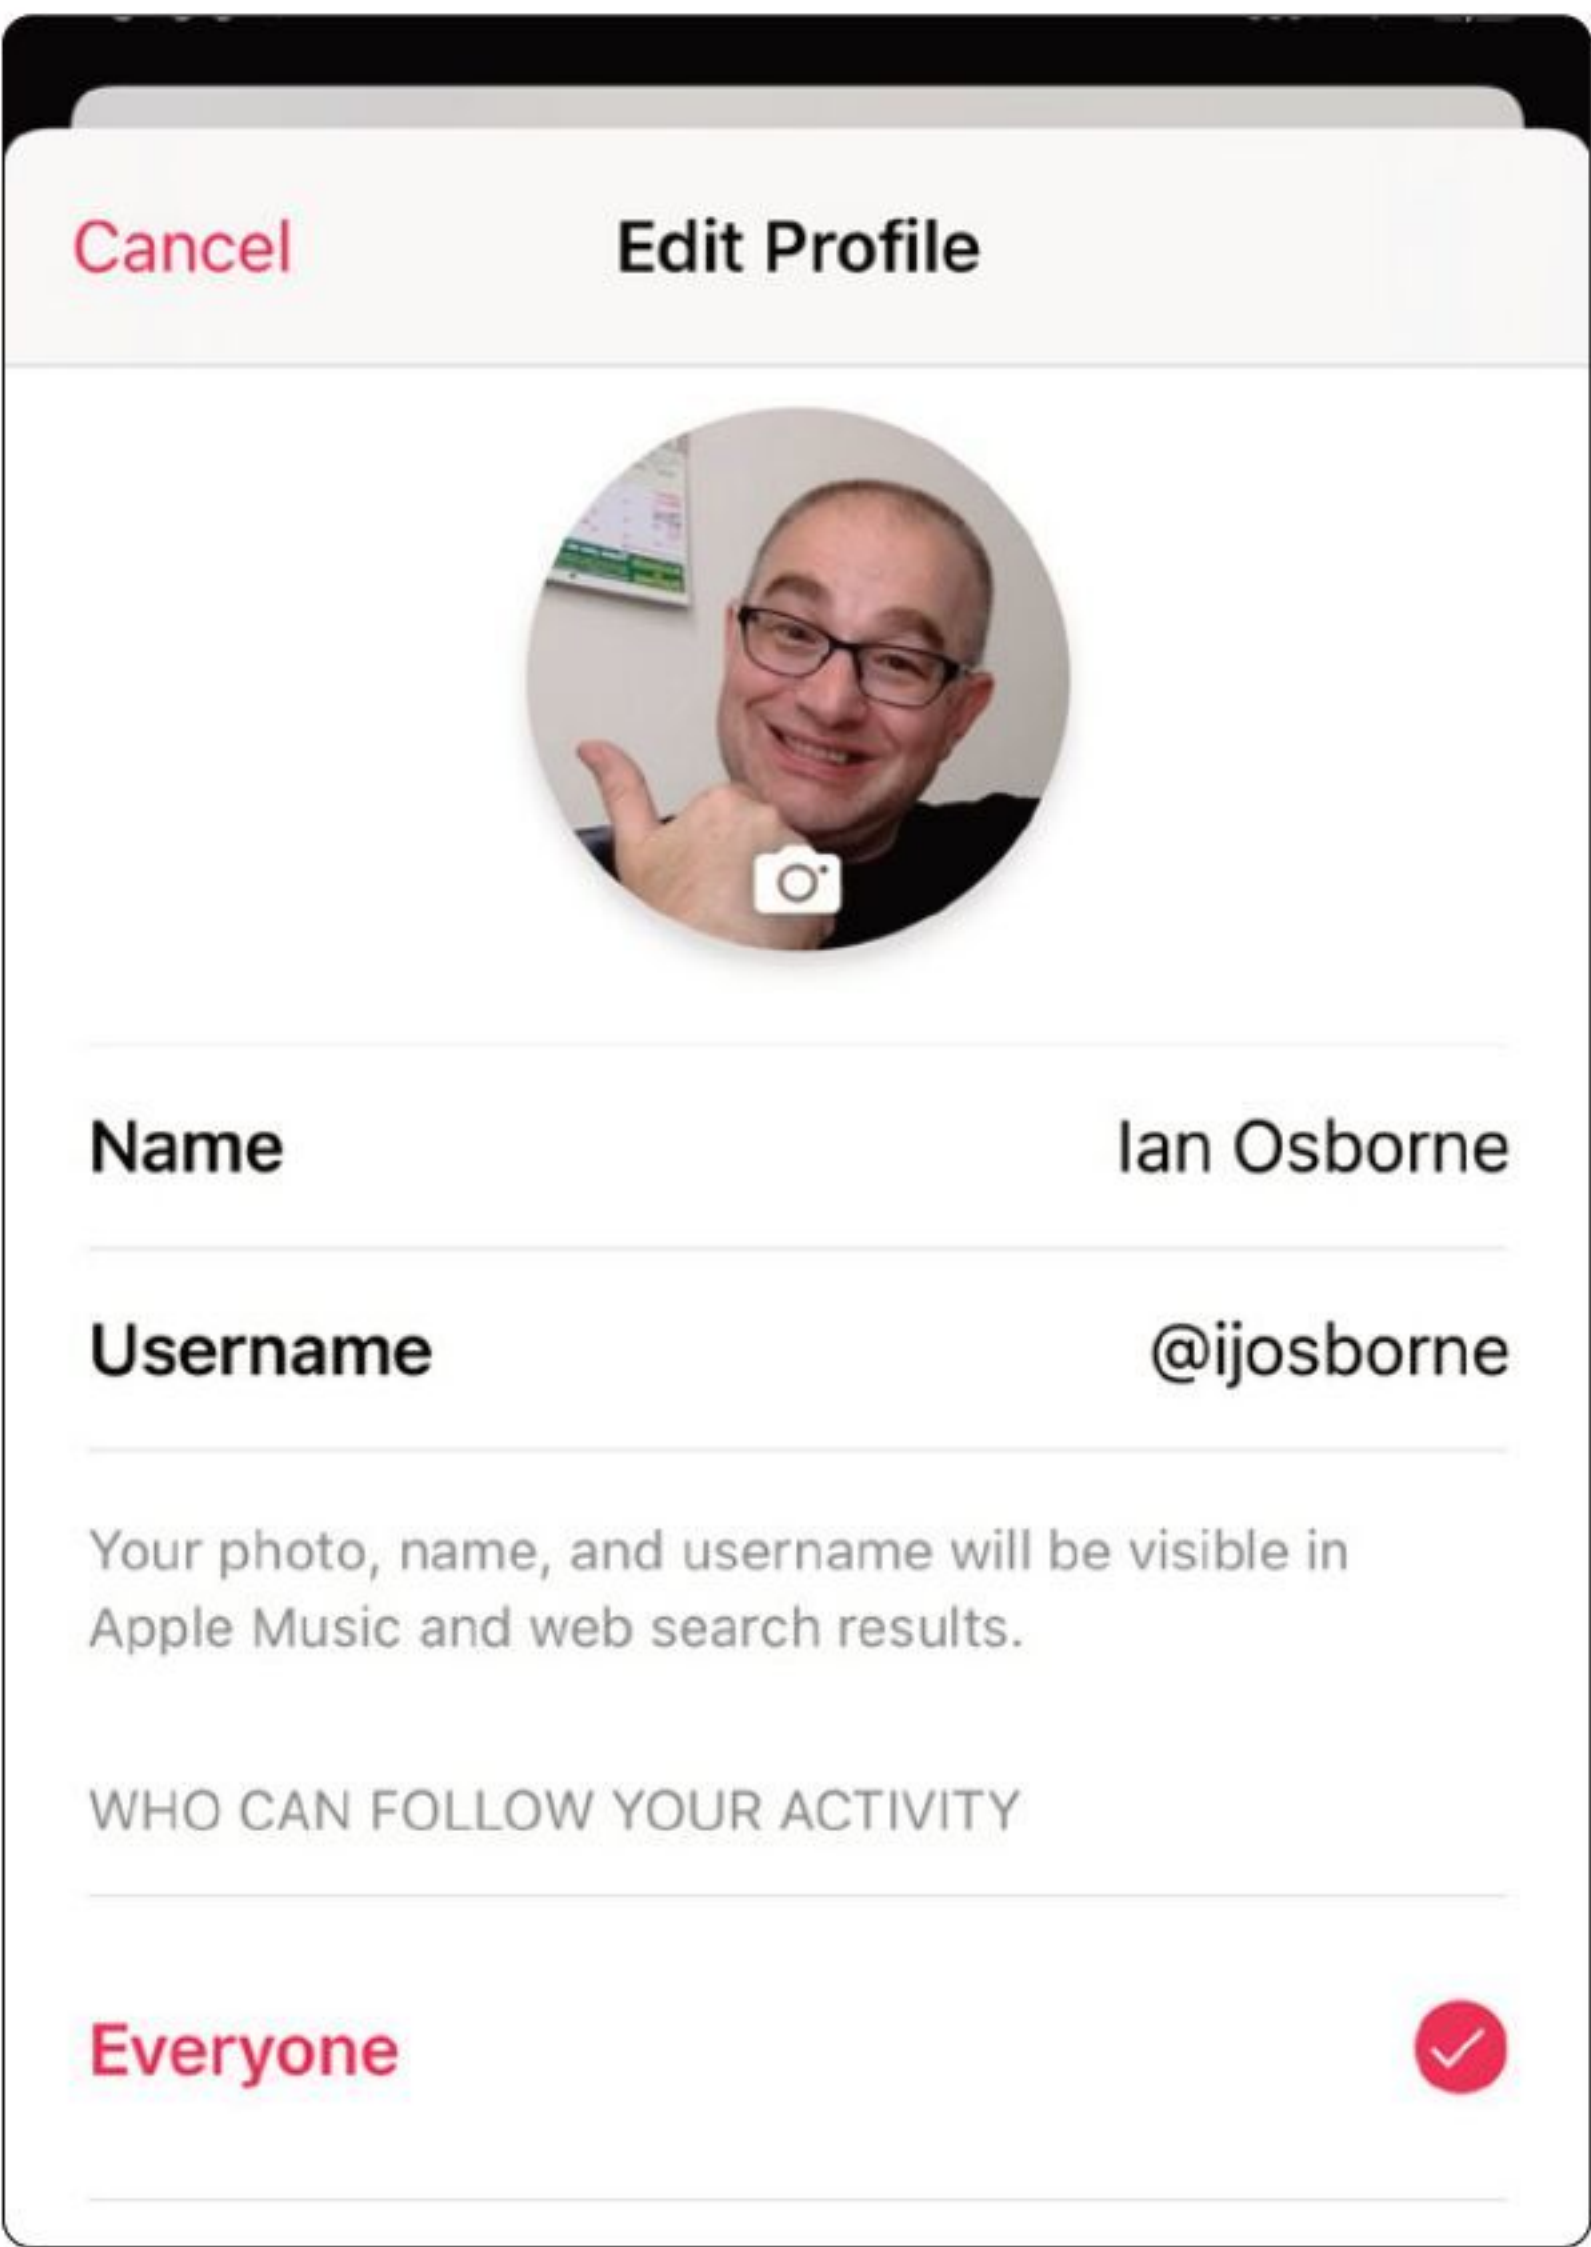 Cancel
Edit Profile
Name
Ian Osborne
Username
@ijosborne
Your photo, name, and username will be visible in
Apple Music and web search results.
WHO CAN FOLLOW YOUR ACTIVITY
Everyone